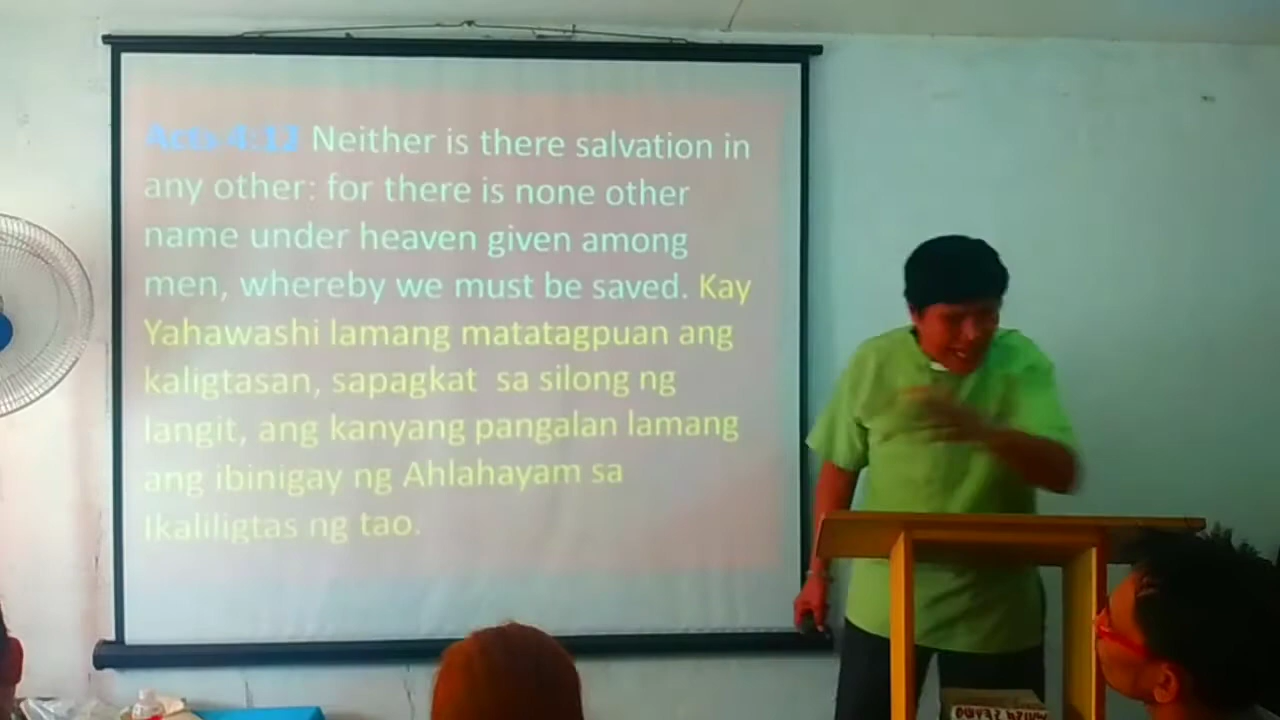 Acts 4:12 Neither is there salvation in
any other: for there is none other
name under heaven given among
men, whereby we must be saved. Kay
Yahawashi lamang matatagpuan ang
kaligtasan, sapagkat sa silong ng
langit, ang kanyang pangalan lamang
ang ibinigay ng Ahlahayam sa
ikaliligtas ng tao.